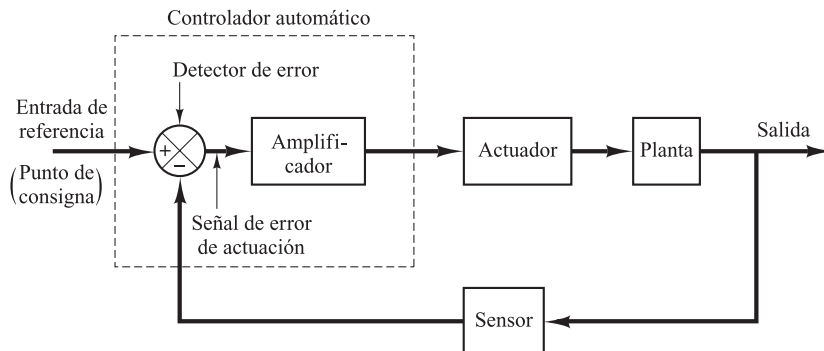 Controlador automático
Detector de error
Entrada de
referencia
(Punto de
consigna)
+
−
Amplifi-
cador
Actuador
Planta
Salida
Señal de error
de actuación
Sensor